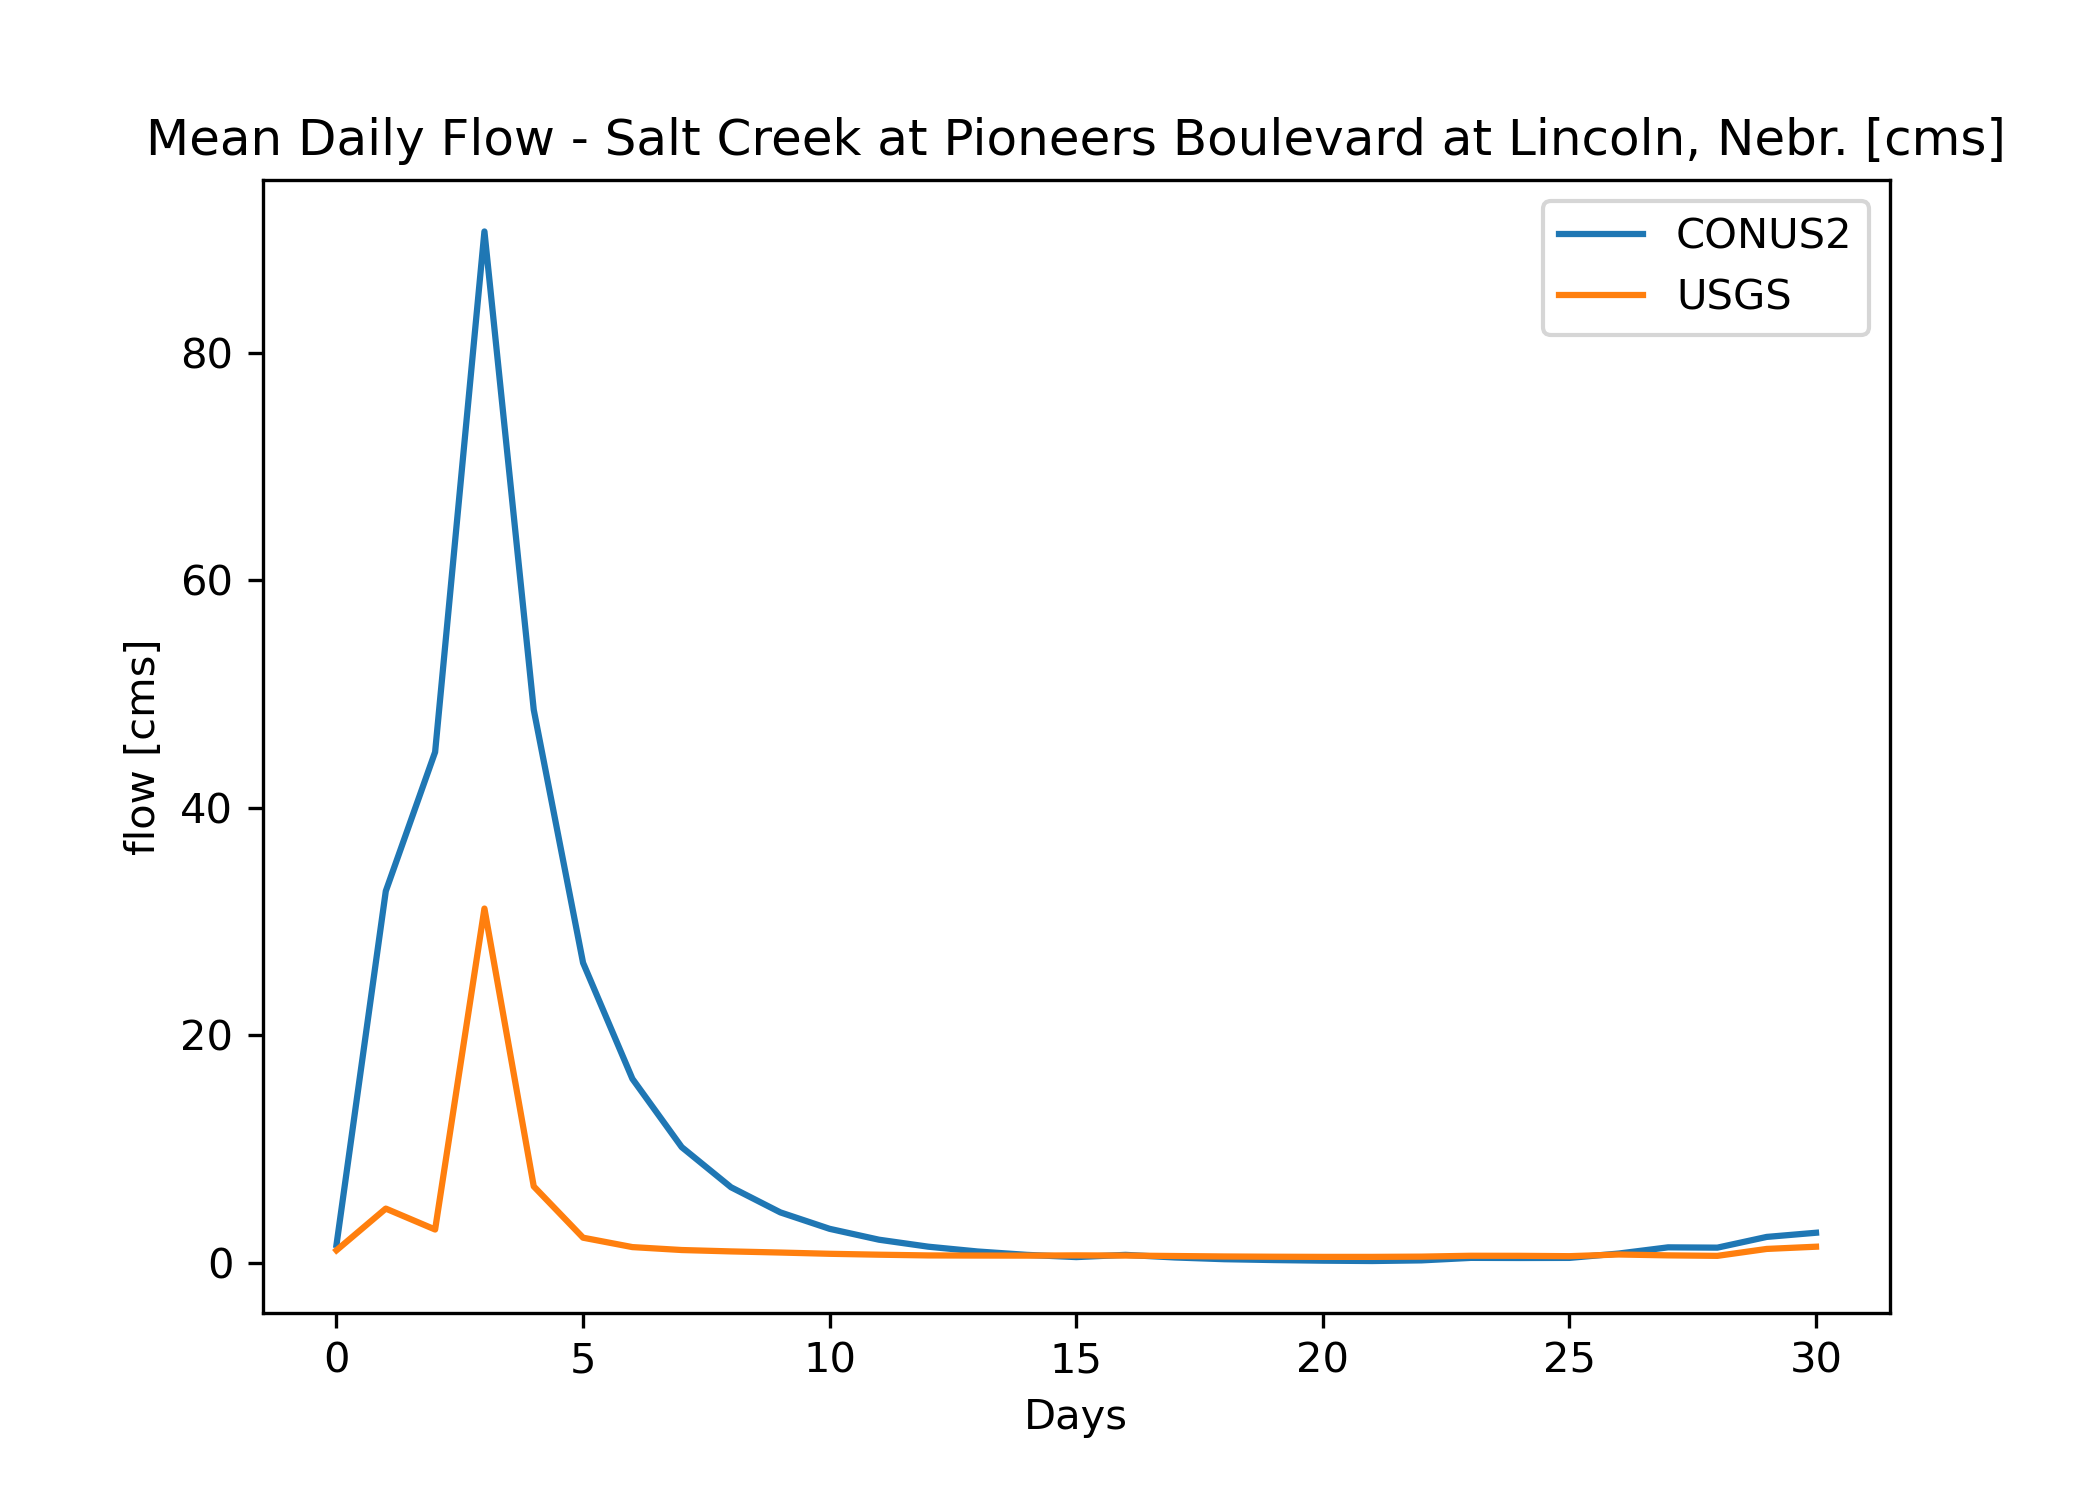 Mean Daily Flow - Salt Creek at Pioneers Boulevard at Lincoln, Nebr. [cms]
CONUS2
USGS
80
60
40
20
0
flow [cms]
0 5 10 15 20 25 30
Days